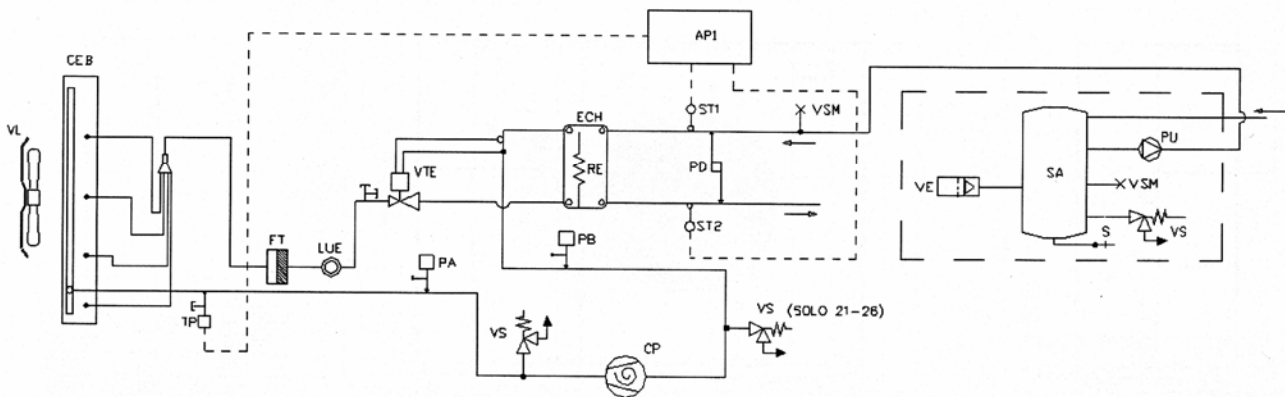 CEB
VL
FT
LUE
VTE
ECH
RE
AP1
ST1
VSM
PD
ST2
PA
PB
TP
VS
CP
VS (SOLO 21-26)
VE
SA
PU
VSM
S
VS